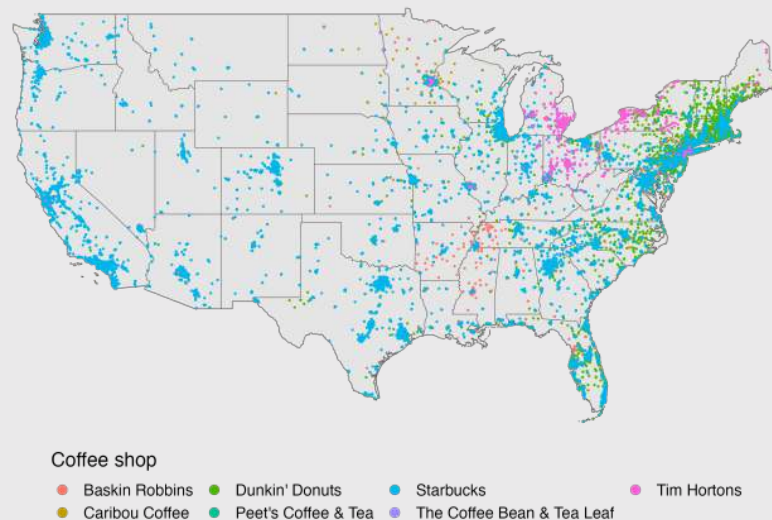 Coffee shop
Baskin Robbins Dunkin' Donuts Starbucks Tim Hortons
Caribou Coffee Peet's Coffee & Tea The Coffee Bean & Tea Leaf